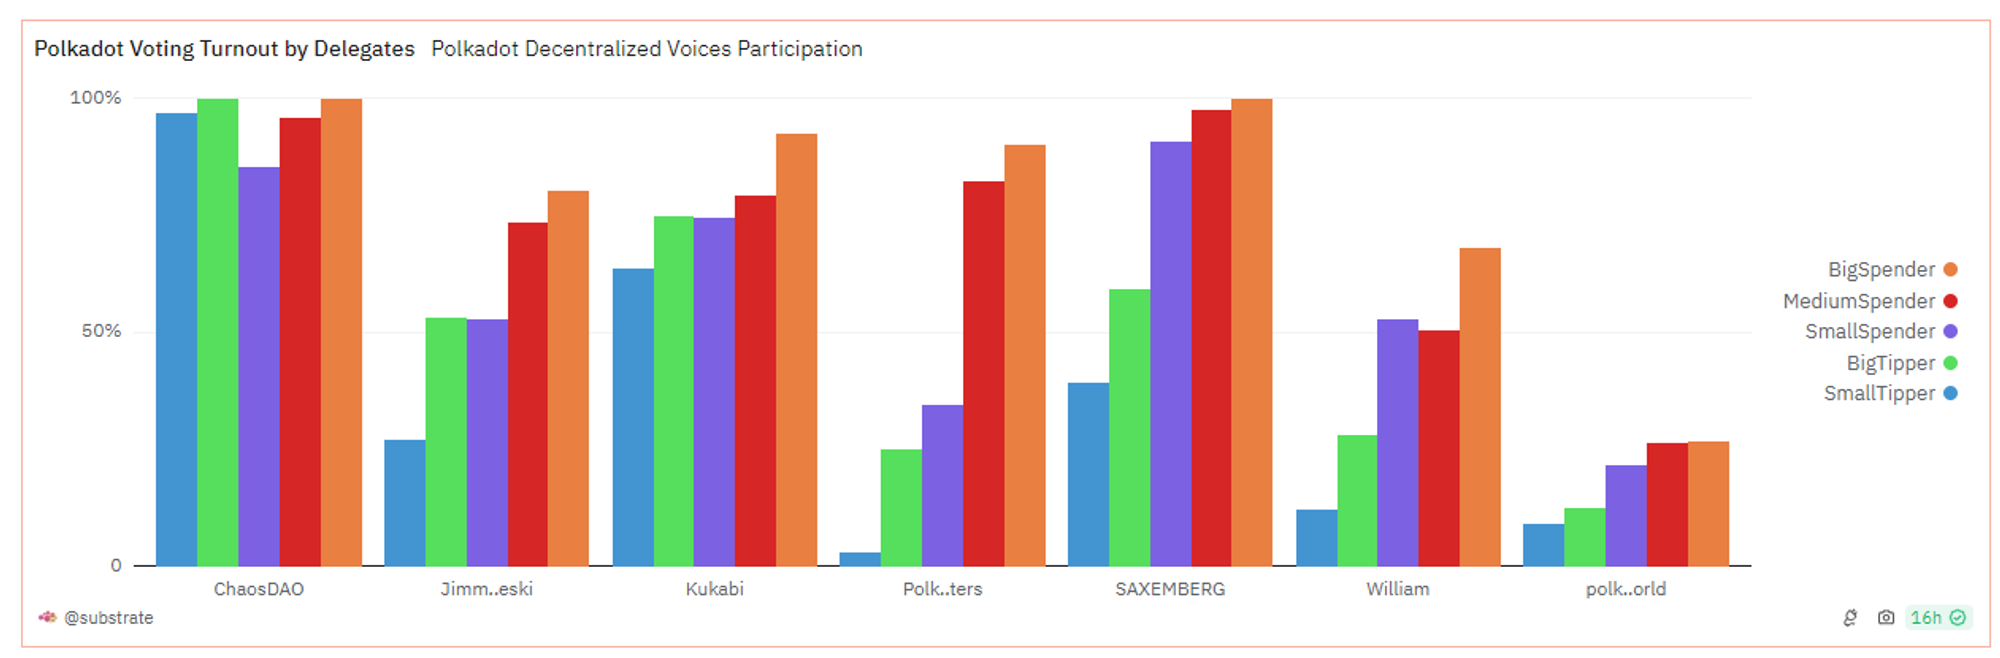 Polkadot Voting Turnout by Delegates Polkadot Decentralized Voices Participation
100%
50%
0
ChaosDAO Jimm..eski Kukabi Polk..ters SAXEMBERG William polk..orld
BigSpender
MediumSpender
SmallSpender
BigTipper
SmallTipper
@substrate
16h